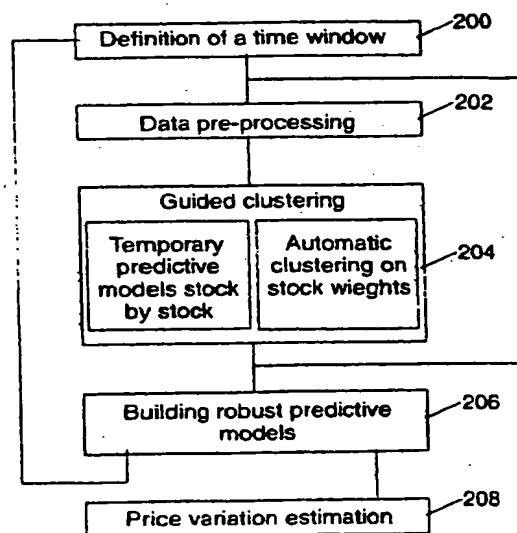 Definition of a time window
200
Data pre-processing
202
Guided clustering
Temporary
predictive
models stock
by stock
Automatic
clustering on
stock wieghts
204
Building robust predictive
models
206
Price variation estimation
208